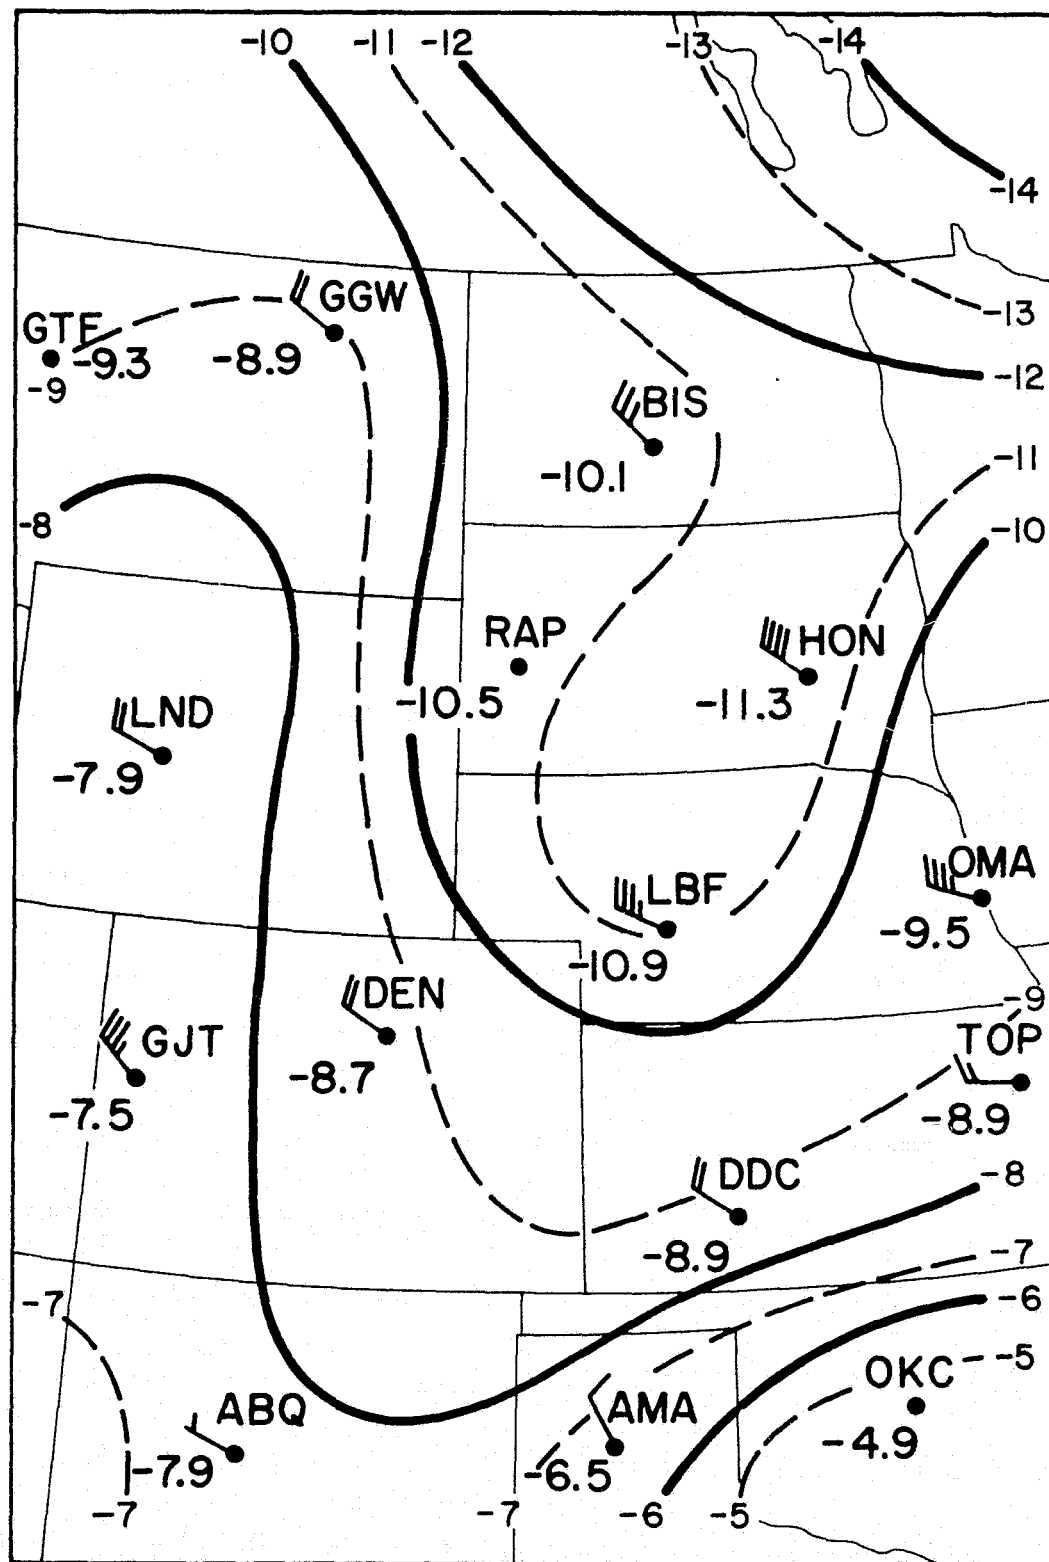 -10 -11 -12 -13 -14
-14
GGW
-13
GTF
-9.3 -8.9
-9
-12
BIS
-11
-10.1
-8
-10
RAP
HON
-10.5 -11.3
LND
-7.9
OMA
LBF
-9.5
-10.9
DEN
-9
GJT
TOP
-8.7
-7.5
-8.9
DDC
-8
-8.9
-7
-7
-6
-5
OKC
ABQ
AMA
-4.9
-7.9
-6.5
-7 -7 -6 -5